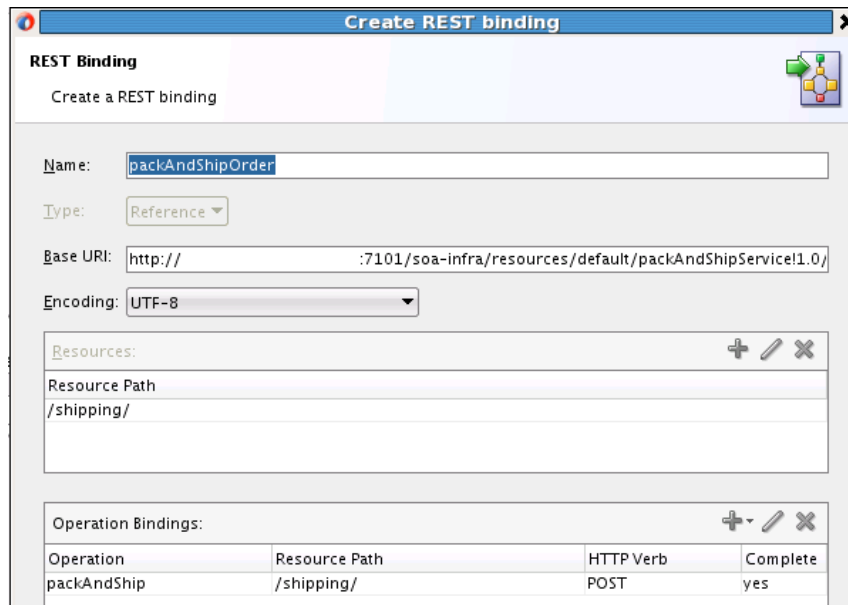 Create REST binding
REST Binding
Create a REST binding
Name: packAndShipOrder
Type: Reference
Base URI: http:// :7101/soa-infra/resources/default/packAndShipService!1.0/
Encoding: UTF-8
Resources:
Resource Path
/shipping/
Operation Bindings:
Operation Resource Path HTTP Verb Complete
packAndShip /shipping/ POST yes